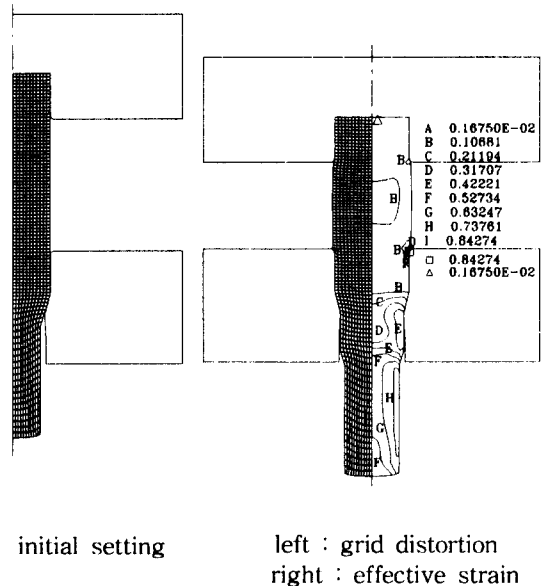 A 0.16750E-02
B 0.10681
C 0.21194
D 0.31707
E 0.42221
F 0.52734
G 0.63247
H 0.73761
I 0.84274
□ 0.84274
△ 0.16750E-02
B
B
B
D
B
C
D
E
E
F
H
G
F
initial setting
left : grid distortion
right : effective strain